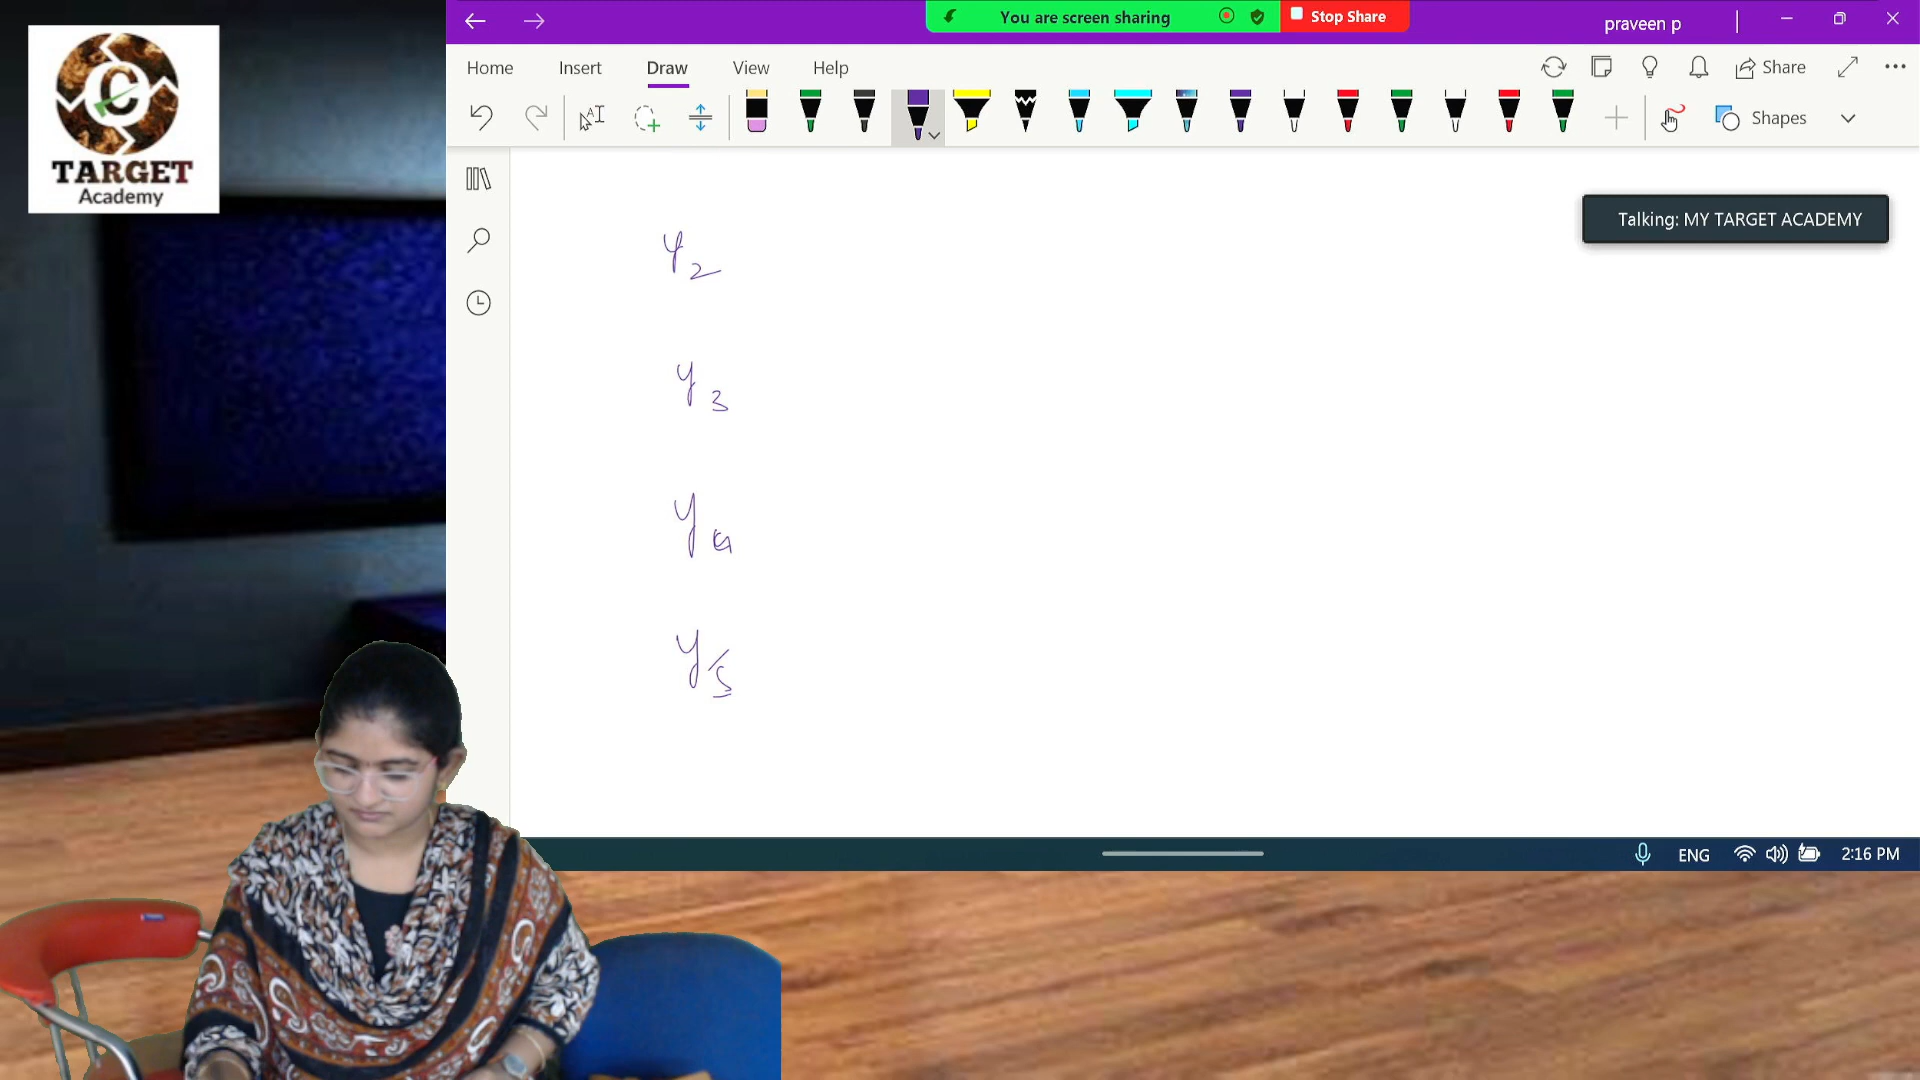 You are screen sharing Stop Share
praveen p
Home Insert Draw View Help Share
Shapes
TARGET
Academy
Talking: MY TARGET ACADEMY
y2
y3
y4
y5
ENG 2:16 PM